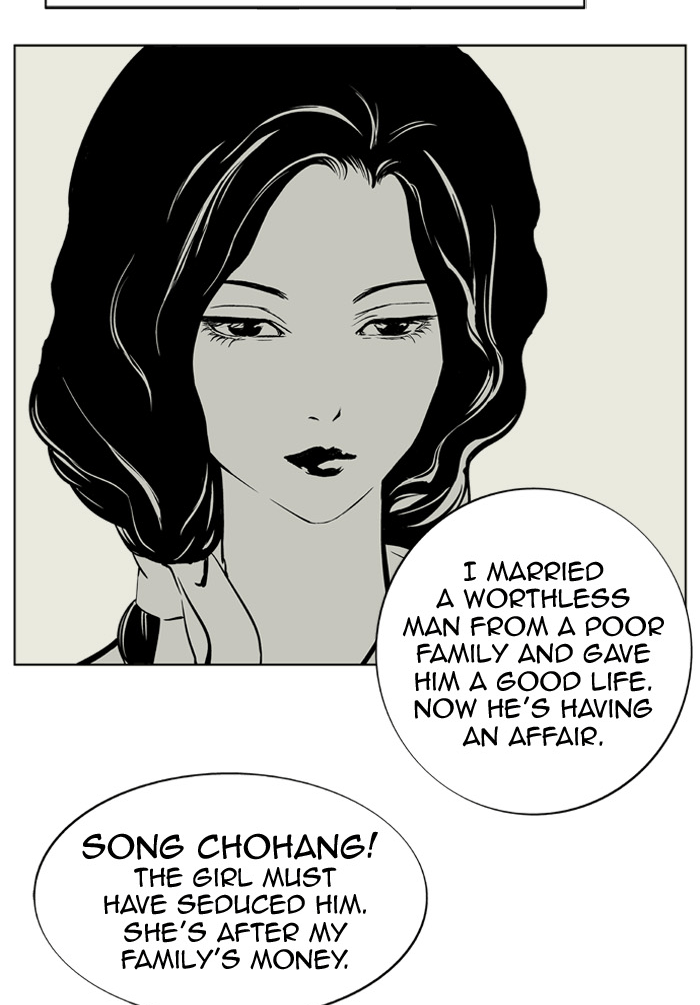 I MARRIED
A WORTHLESS
MAN FROM A POOR
FAMILY AND GAVE
HIM A GOOD LIFE.
NOW HE'S HAVING
AN AFFAIR.
SONG CHOHANG!
THE GIRL MUST
HAVE SEDUCED HIM.
SHE'S AFTER MY
FAMILY'S MONEY.